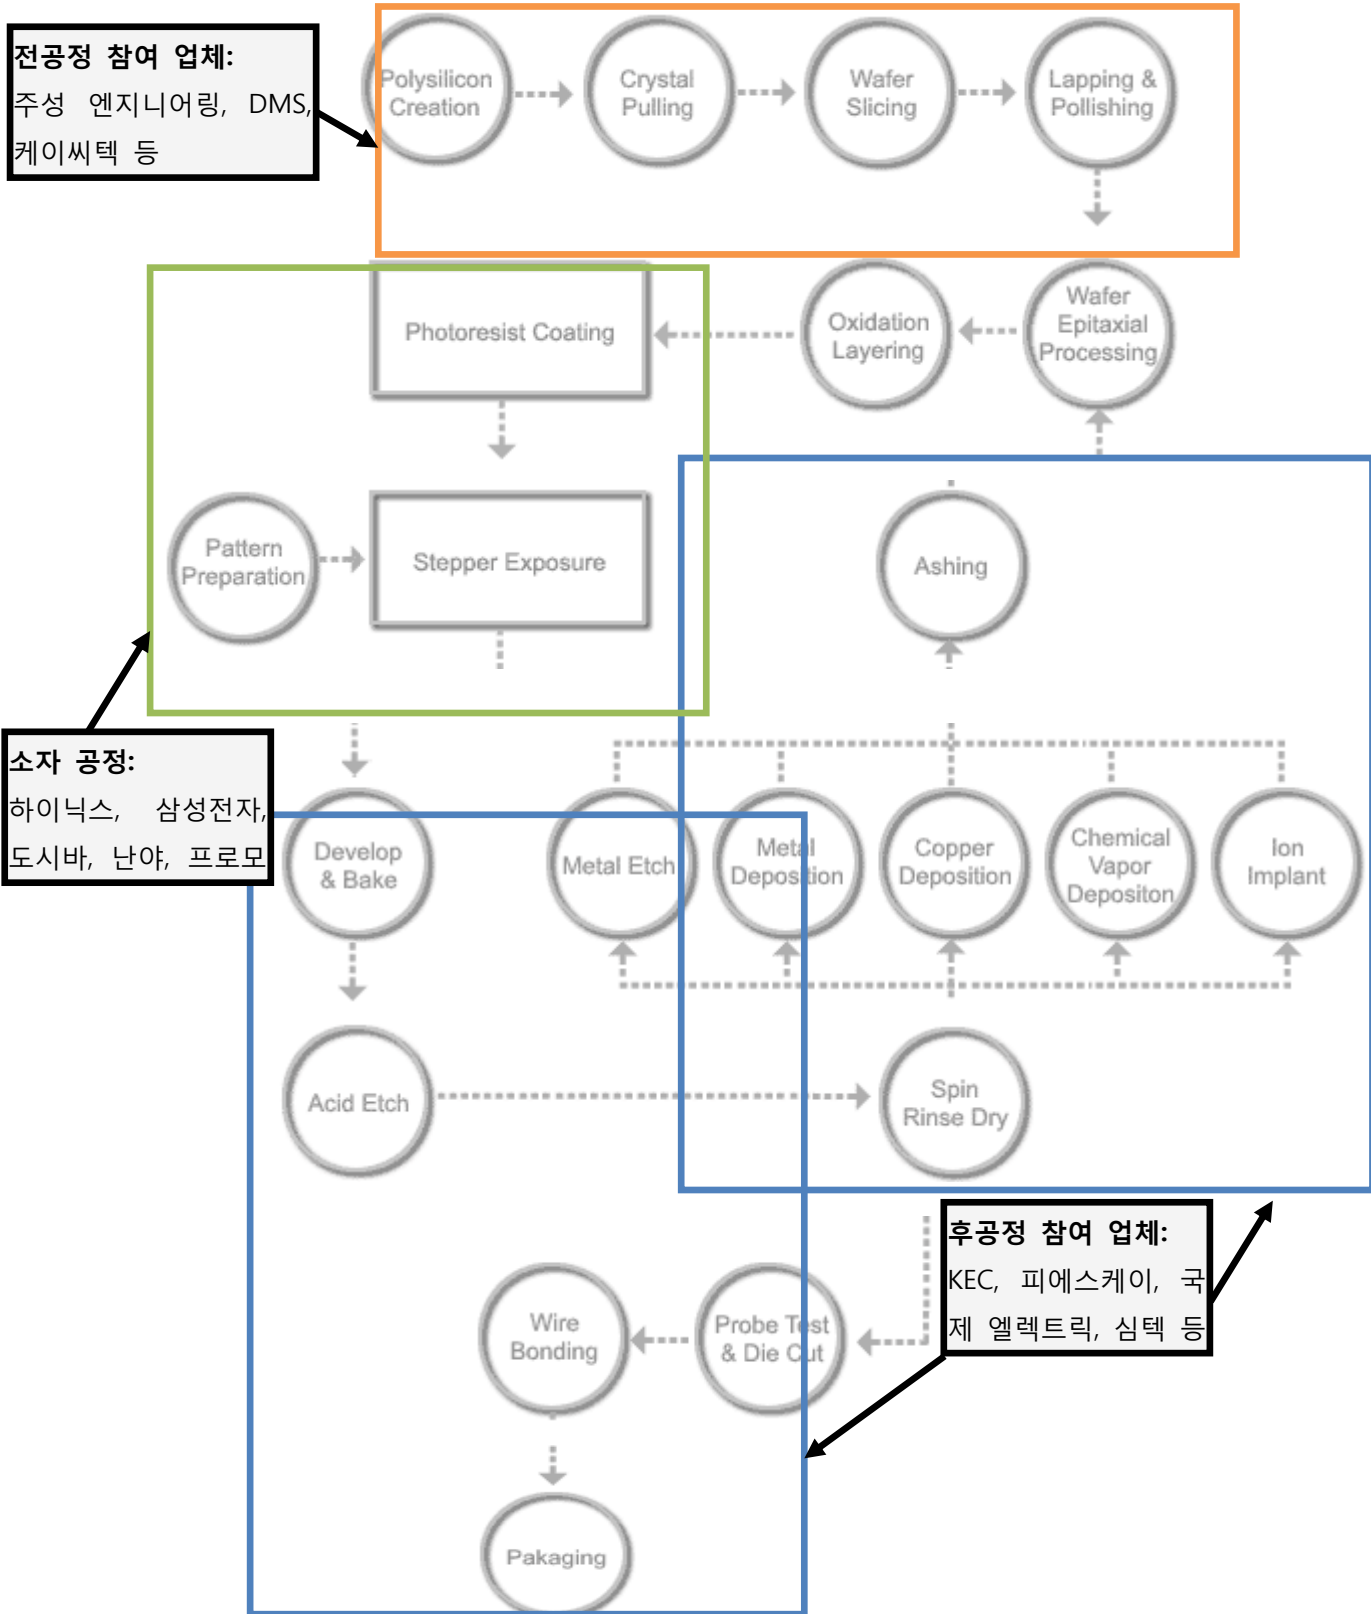 전공정 참여 업체:
주성 엔지니어링, DMS,
케이씨텍 등
Polysilicon
Creation
Crystal
Pulling
Wafer
Slicing
Lapping &
Pollishing
Photoresist Coating
Oxidation
Layering
Wafer
Epitaxial
Processing
Pattern
Preparation
Stepper Exposure
Ashing
소자 공정:
하이닉스, 삼성전자,
도시바, 난야, 프로모
Develop
& Bake
Metal Etch
Metal
Deposition
Copper
Deposition
Chemical
Vapor
Depositon
Ion
Implant
Acid Etch
Spin
Rinse Dry
후공정 참여 업체:
KEC, 피에스케이, 국
제 엘렉트릭, 심텍 등
Wire
Bonding
Probe Test
& Die Cut
Pakaging